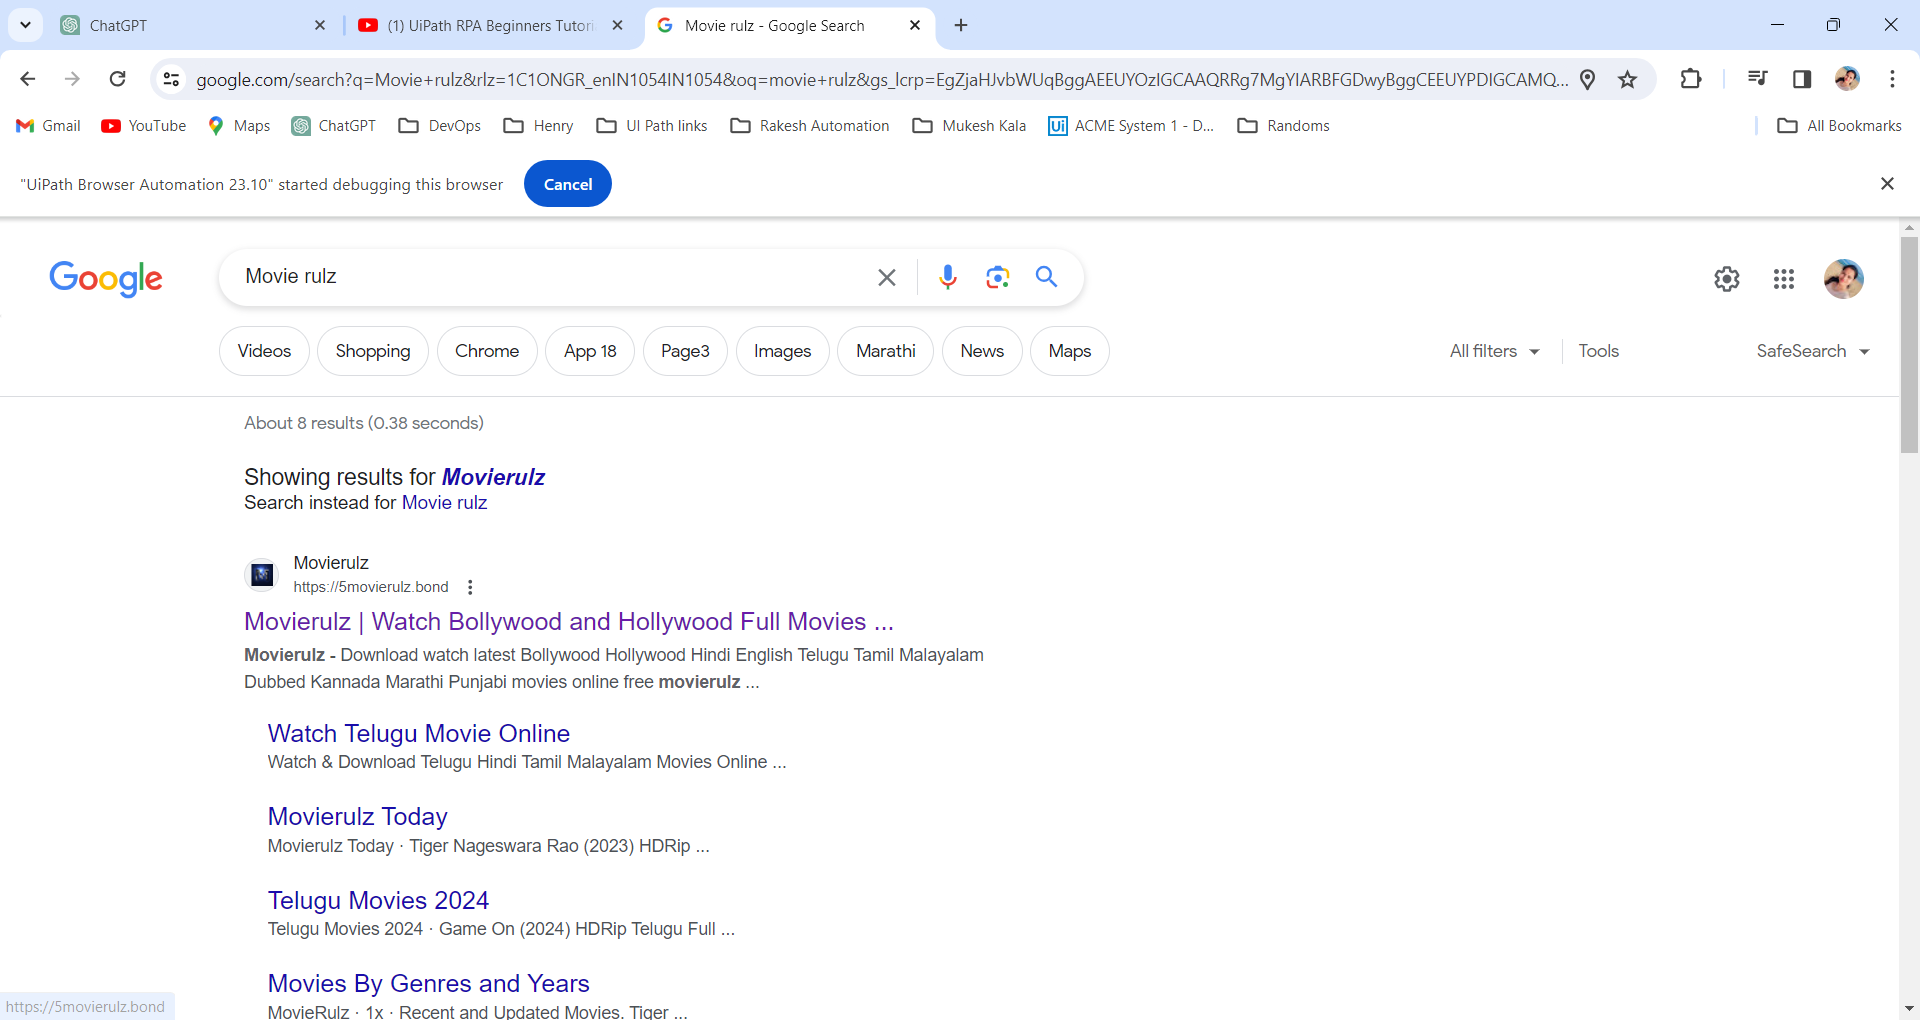 ChatGPT
(1) UiPath RPA Beginners Tutori
Movie rulz - Google Search
google.com/search?q=Movie+rulz&rlz=1C1ONGR_enIN1054IN1054&oq=movie+rulz&gs_lcrp=EgZjaHJvbWUqBggAEEUYOzIGCAAQRRg7MgYIARBFGDwyBggCEEUYPDIGCAMQ...
Gmail
YouTube
Maps
ChatGPT
DevOps
Henry
UI Path links
Rakesh Automation
Mukesh Kala
Ui ACME System 1 - D...
Randoms
All Bookmarks
"UiPath Browser Automation 23.10" started debugging this browser
Cancel
Google
Movie rulz
Videos
Shopping
Chrome
App 18
Page3
Images
Marathi
News
Maps
All filters
Tools
SafeSearch
About 8 results (0.38 seconds)
Showing results for Movierulz
Search instead for Movie rulz
Movierulz
https://5movierulz.bond
Movierulz | Watch Bollywood and Hollywood Full Movies ...
Movierulz - Download watch latest Bollywood Hollywood Hindi English Telugu Tamil Malayalam
Dubbed Kannada Marathi Punjabi movies online free movierulz ...
Watch Telugu Movie Online
Watch & Download Telugu Hindi Tamil Malayalam Movies Online ...
Movierulz Today
Movierulz Today · Tiger Nageswara Rao (2023) HDRip ...
Telugu Movies 2024
Telugu Movies 2024 · Game On (2024) HDRip Telugu Full ...
Movies By Genres and Years
MovieRulz · 1x · Recent and Updated Movies. Tiger ...
https://5movierulz.bond